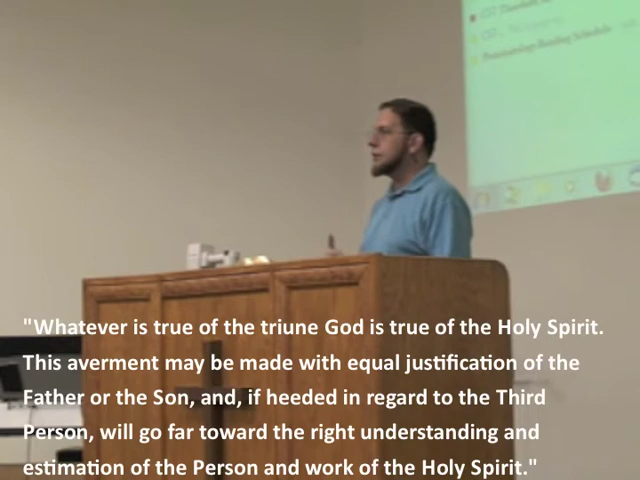 "Whatever is true of the triune God is true of the Holy Spirit.
This averment may be made with equal justification of the
Father or the Son, and, if heeded in regard to the Third
Person, will go far toward the right understanding and
estimation of the Person and work of the Holy Spirit."